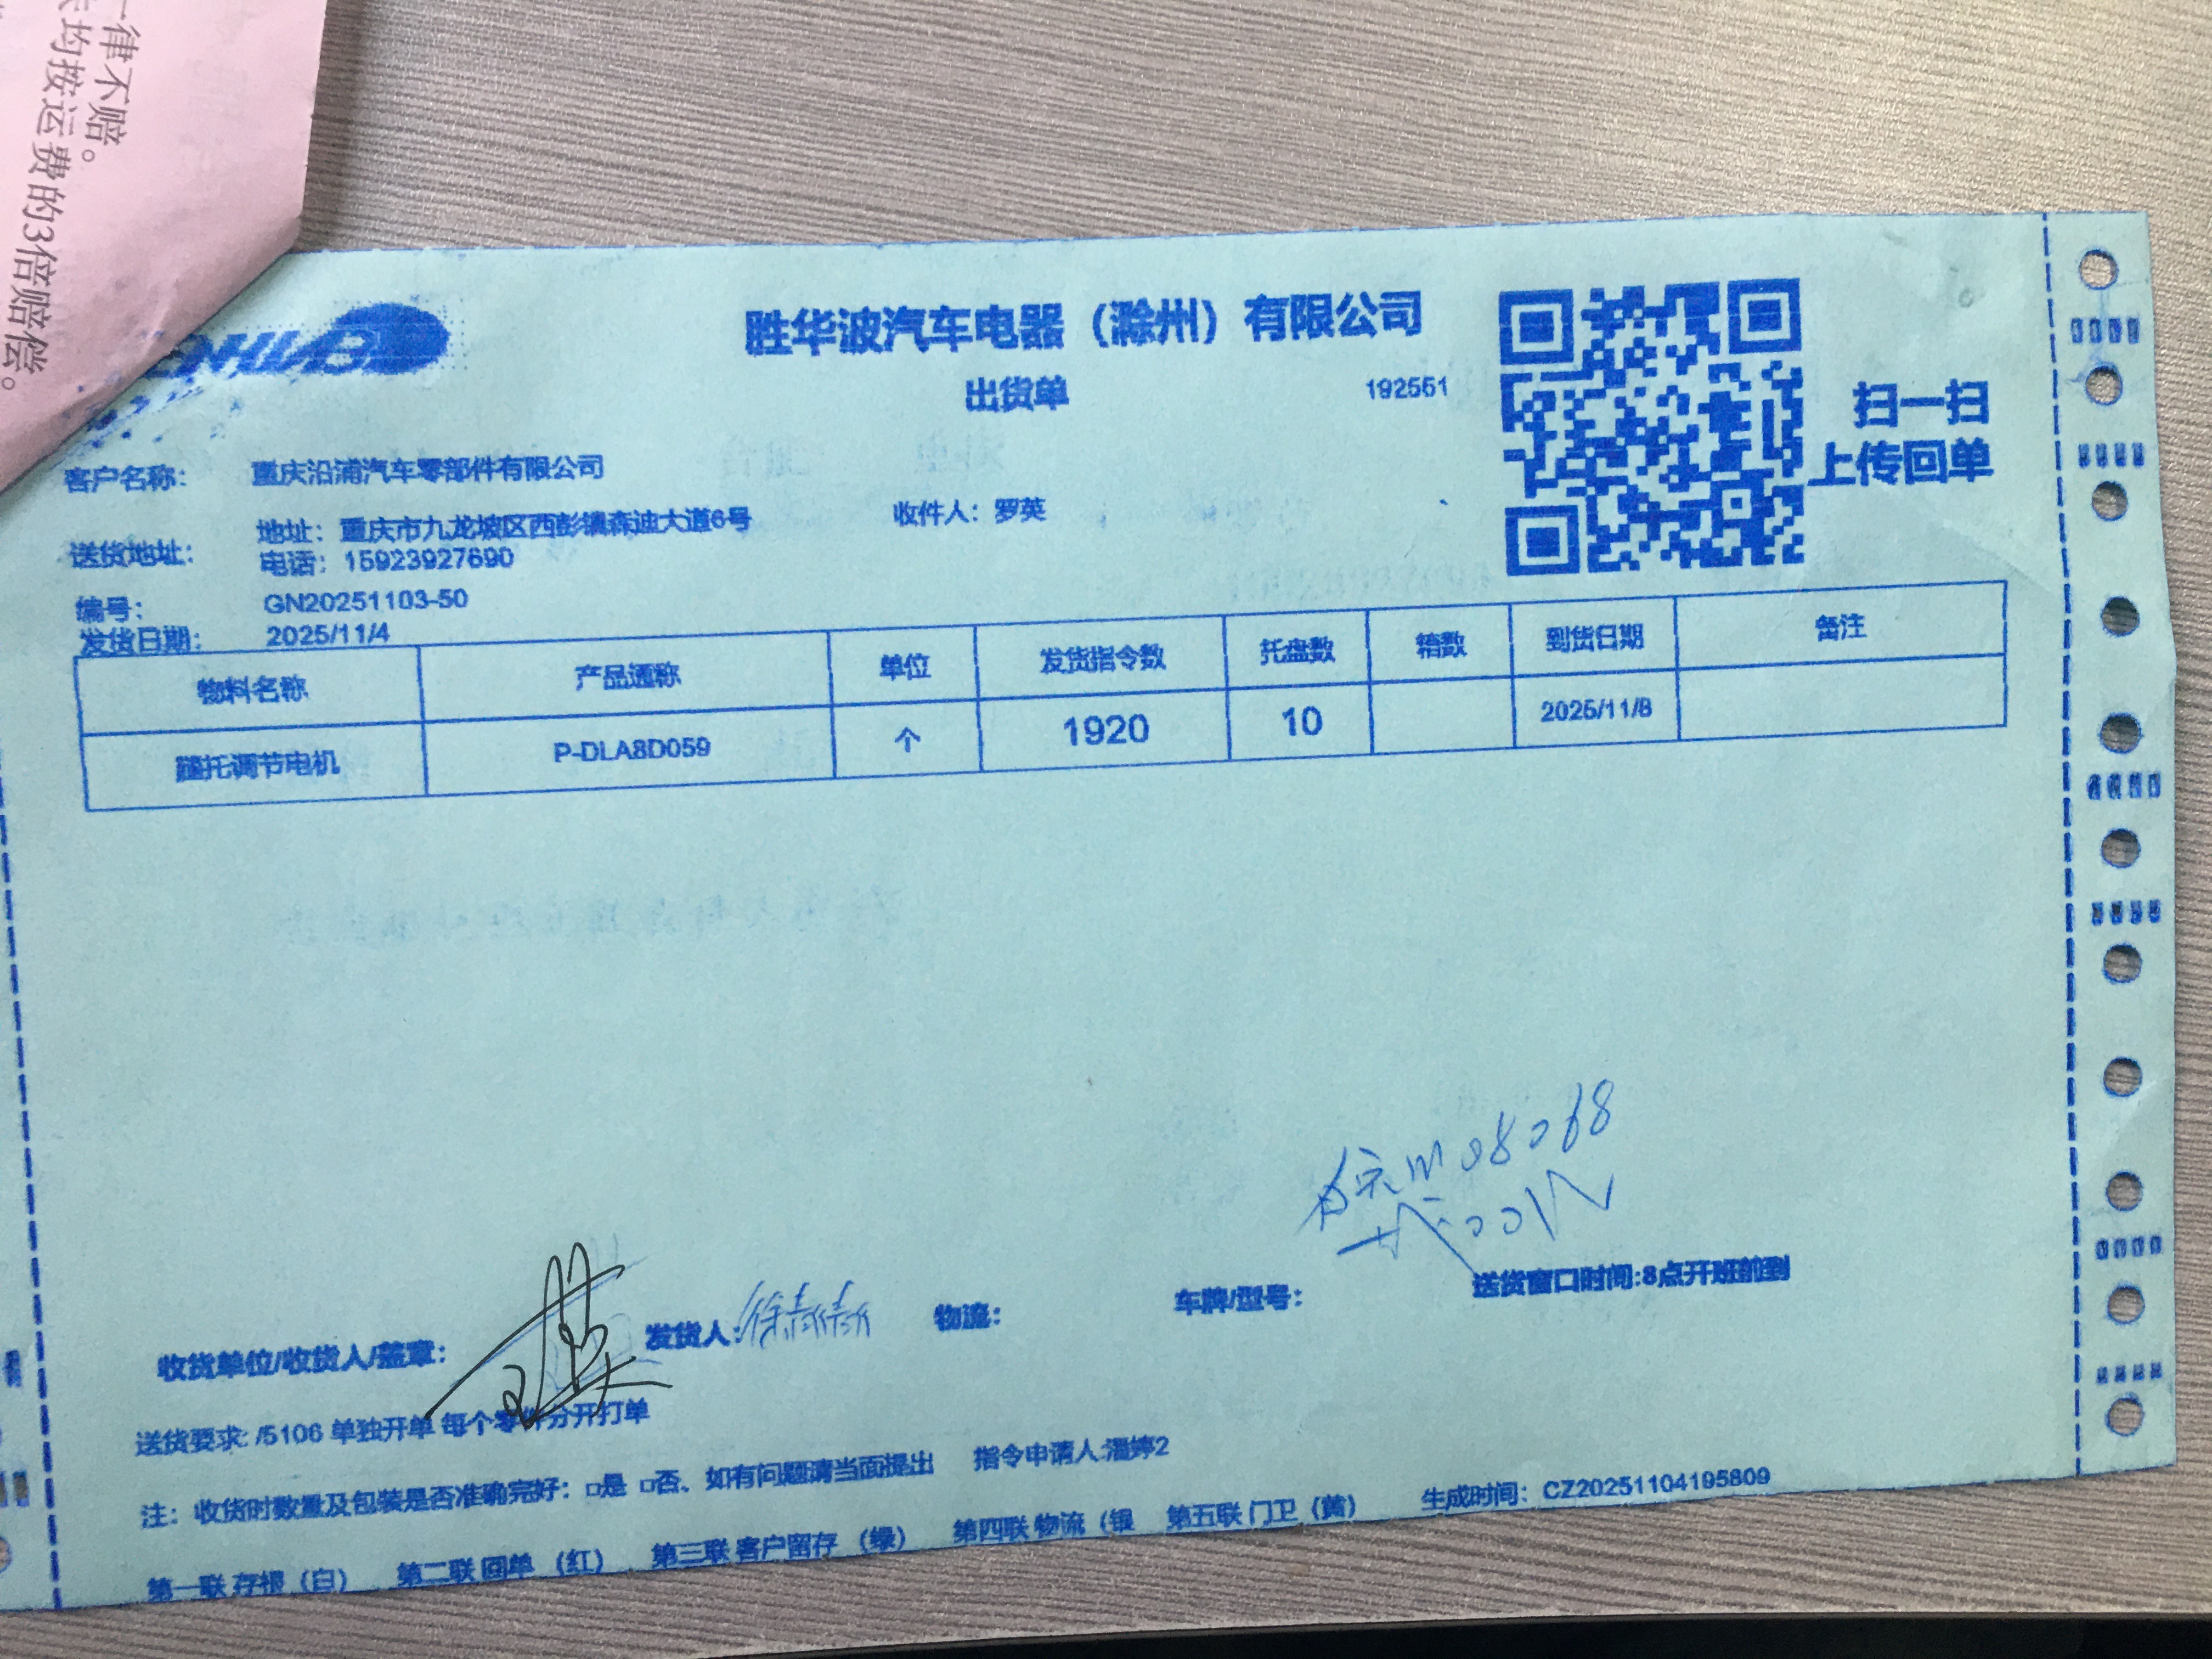 一律不赔。
均按运费的3倍赔偿。
胜华波汽车电器（滁州）有限公司
出货单
192551
扫一扫
上传回单
客户名称： 重庆沿浦汽车零部件有限公司
送货地址： 地址：重庆市九龙坡区西彭镇森迪大道6号 收件人：罗英
电话：15923927690
编号： GN20251103-50
发货日期： 2025/11/4
物料名称 产品通称 单位 发货指令数 托盘数 箱数 到货日期 备注
腿托调节电机 P-DLA8D059 个 1920 10 2025/11/8
08068
送货窗口时间:8点开班前到
收货单位/收货人/盖章： 发货人： 物流： 车牌/型号：
送货要求: /5106 单独开单 每个零件分开打单
注： 收货时数量及包装是否准确完好：□是 □否、如有问题请当面提出 指令申请人:潘婷2
第一联 存根（白） 第二联 回单 （红） 第三联 客户留存 （绿） 第四联 物流（银 第五联 门卫（黄） 生成时间：CZ20251104195809